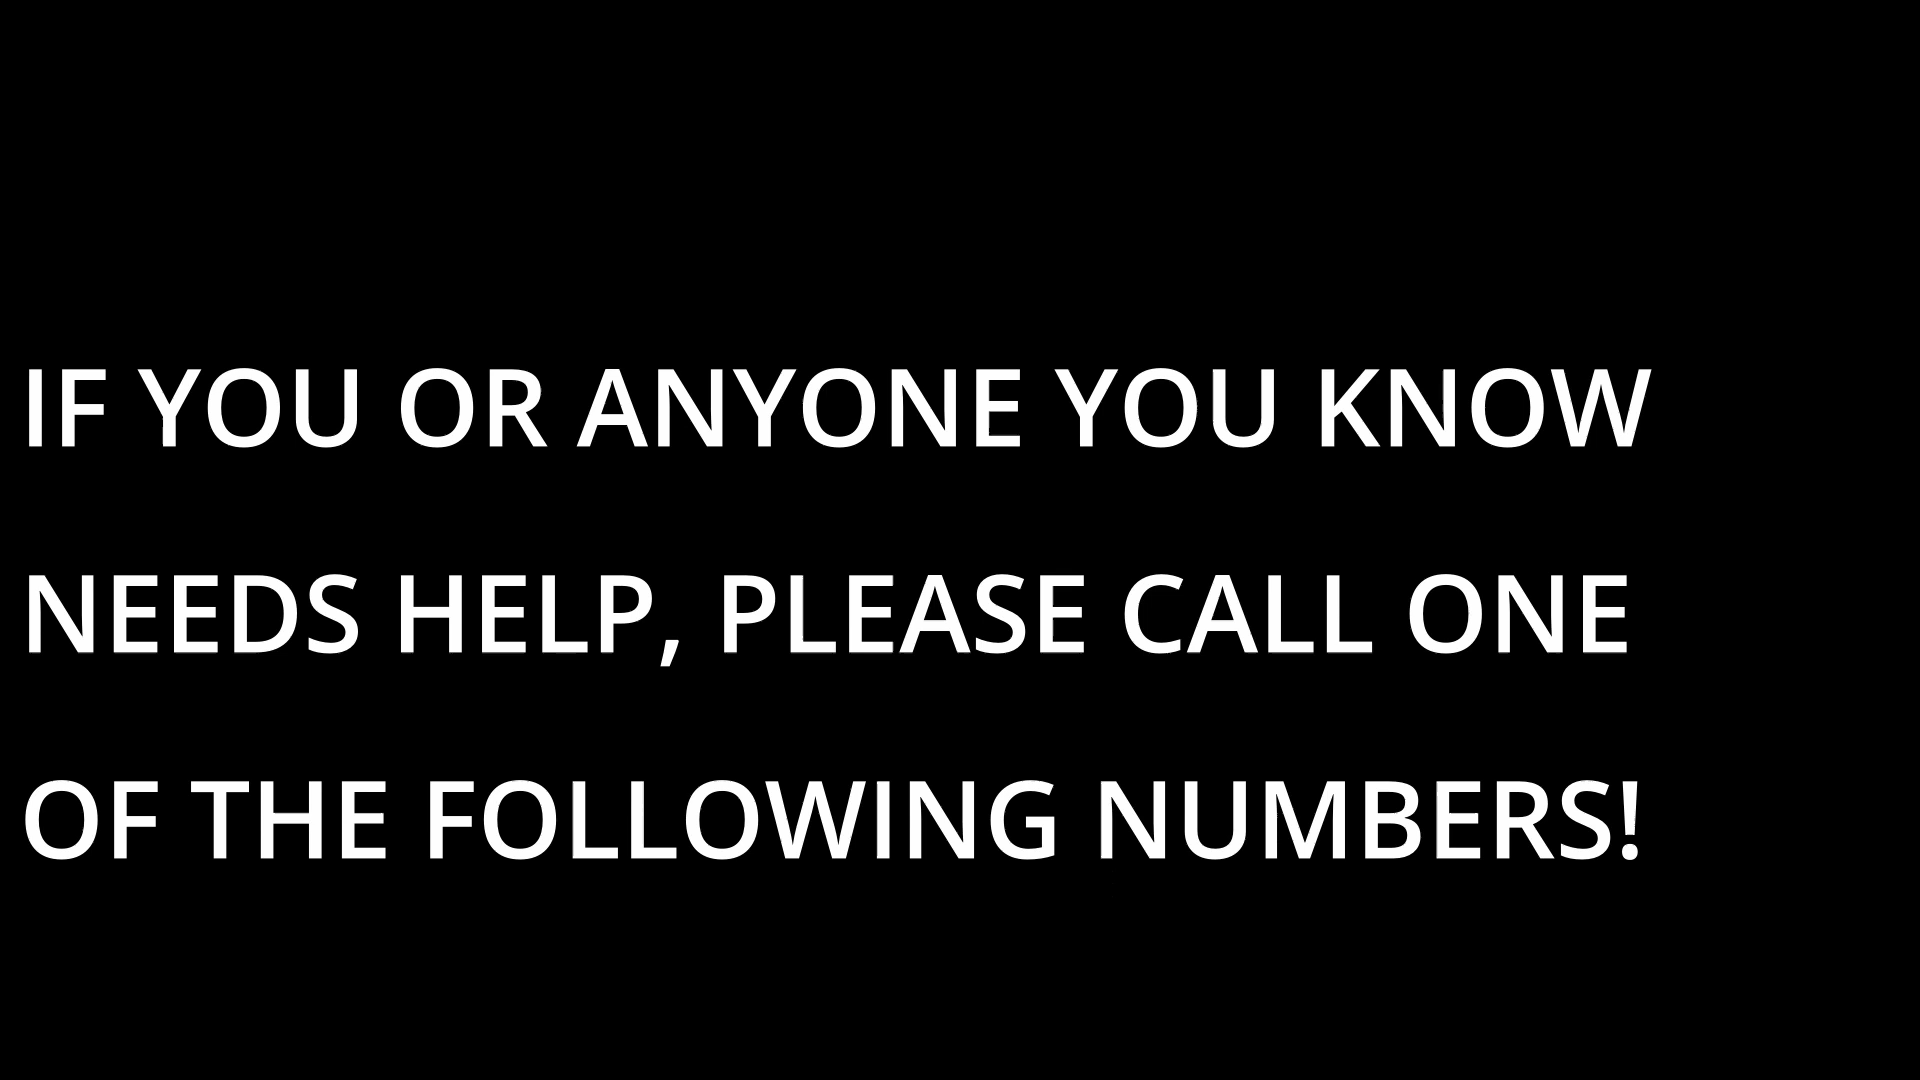 IF YOU OR ANYONE YOU KNOW
NEEDS HELP, PLEASE CALL ONE
OF THE FOLLOWING NUMBERS!